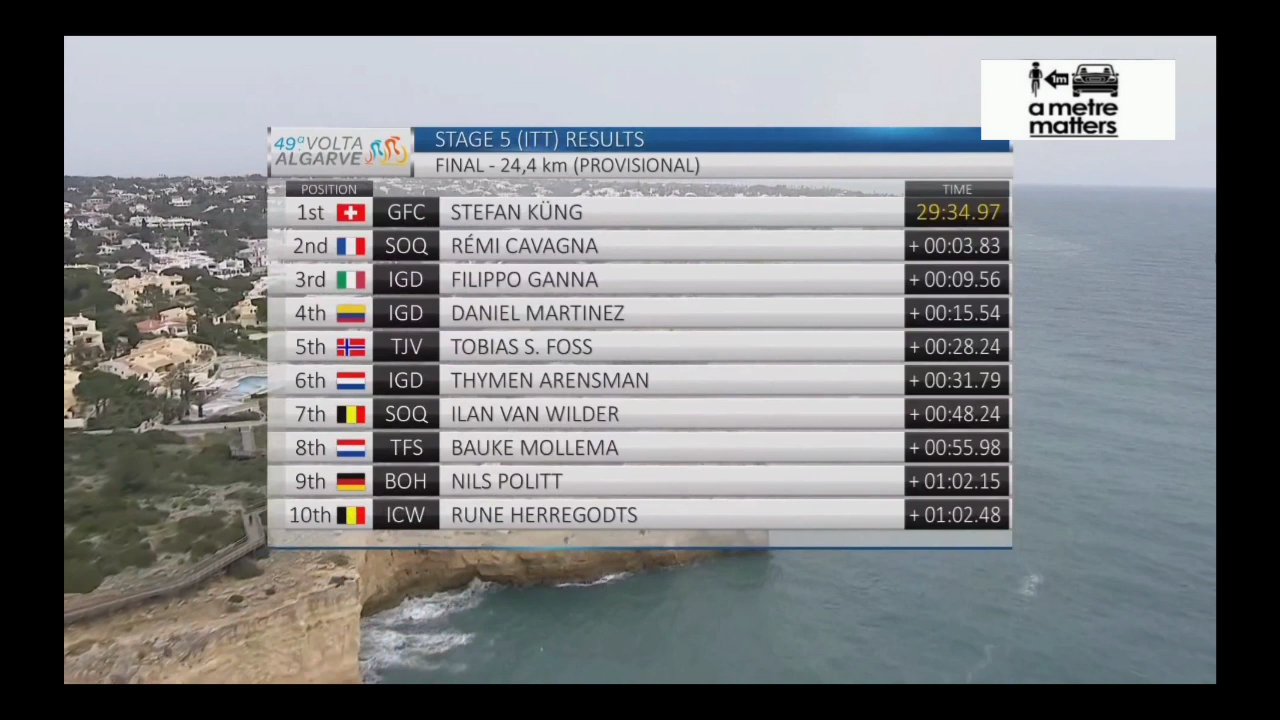 1m
a metre
matters
49ª VOLTA
ALGARVE
STAGE 5 (ITT) RESULTS
FINAL - 24,4 km (PROVISIONAL)
POSITION TIME
1st GFC STEFAN KÜNG 29:34.97
2nd SOQ RÉMI CAVAGNA + 00:03.83
3rd IGD FILIPPO GANNA + 00:09.56
4th IGD DANIEL MARTINEZ + 00:15.54
5th TJV TOBIAS S. FOSS + 00:28.24
6th IGD THYMEN ARENSMAN + 00:31.79
7th SOQ ILAN VAN WILDER + 00:48.24
8th TFS BAUKE MOLLEMA + 00:55.98
9th BOH NILS POLITT + 01:02.15
10th ICW RUNE HERREGODTS + 01:02.48